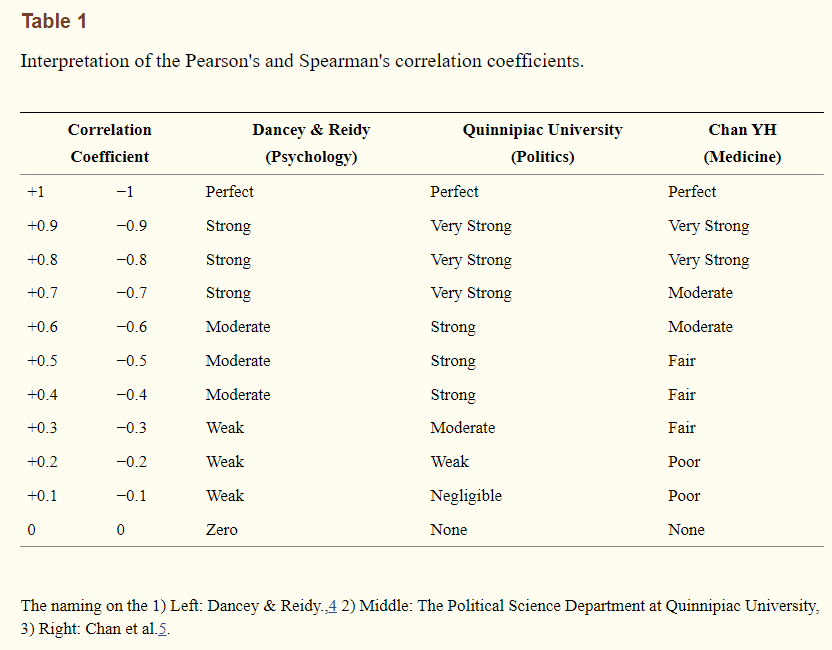 Table 1
Interpretation of the Pearson's and Spearman's correlation coefficients.
Correlation Dancey & Reidy Quinnipiac University Chan YH
Coefficient (Psychology) (Politics) (Medicine)
+1 −1 Perfect Perfect Perfect
+0.9 −0.9 Strong Very Strong Very Strong
+0.8 −0.8 Strong Very Strong Very Strong
+0.7 −0.7 Strong Very Strong Moderate
+0.6 −0.6 Moderate Strong Moderate
+0.5 −0.5 Moderate Strong Fair
+0.4 −0.4 Moderate Strong Fair
+0.3 −0.3 Weak Moderate Fair
+0.2 −0.2 Weak Weak Poor
+0.1 −0.1 Weak Negligible Poor
0 0 Zero None None
The naming on the 1) Left: Dancey & Reidy.,4 2) Middle: The Political Science Department at Quinnipiac University,
3) Right: Chan et al.5.